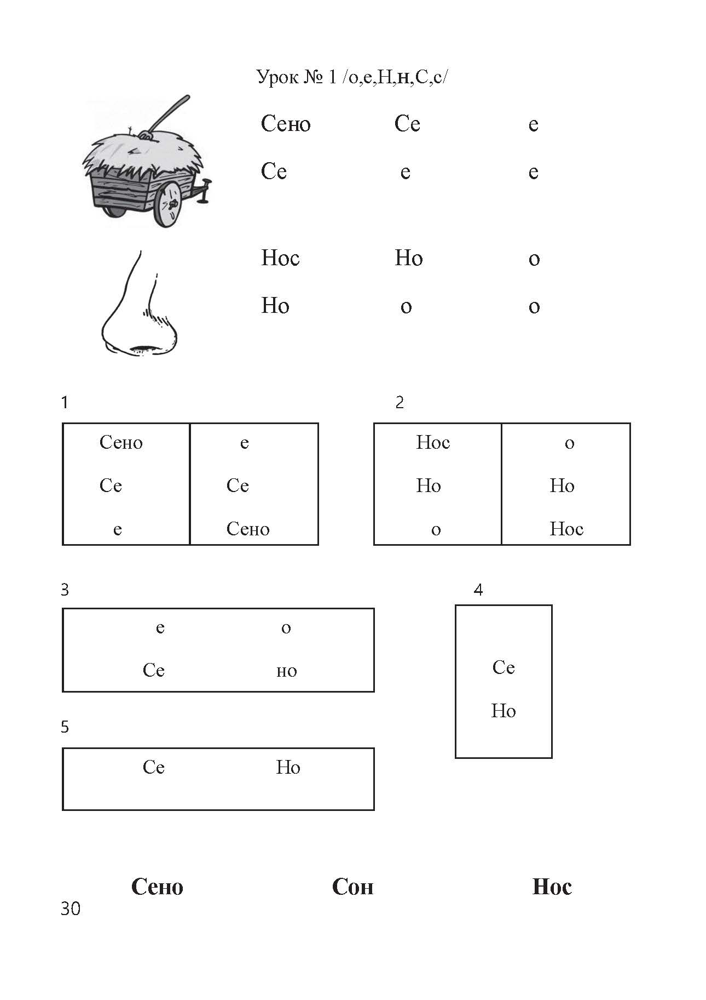 Урок № 1 /о,е,Н,н,С,с/
Сено Се е
Се е е
Нос Но о
Но о о
1 2
Сено е Нос о
Се Се Но Но
е Сено о Нос
3 4
е о
Се но
Се
Но
5
Се Но
Сено Сон Нос
30